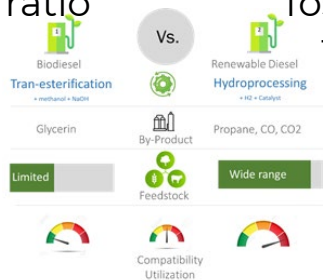 ratio
Vs.
Biodiesel
Renewable Diesel
Tran-esterification
Hydroprocessing
+ methanol + NaOH
+ H2 + Catalyst
Glycerin
Propane, CO, CO2
By-Product
Limited
Wide range
Feedstock
Compatibility
Utilization